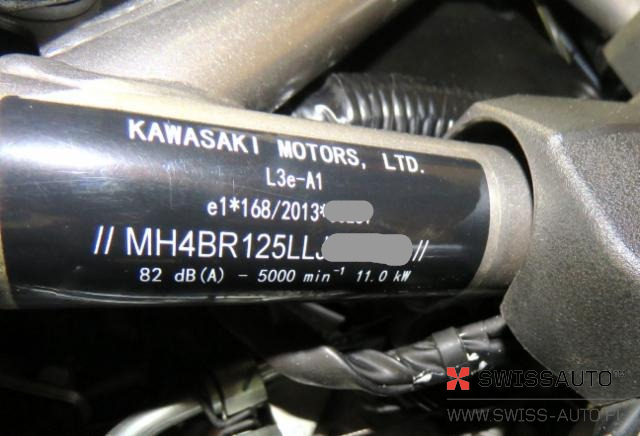 KAWASAKI MOTORS, LTD.
L3e-A1
e1*168/2013*
// MH4BR125LLJ //
82 dB(A) - 5000 min⁻¹ 11.0 kW
SWISSAUTO
WWW.SWISS-AUTO.PL